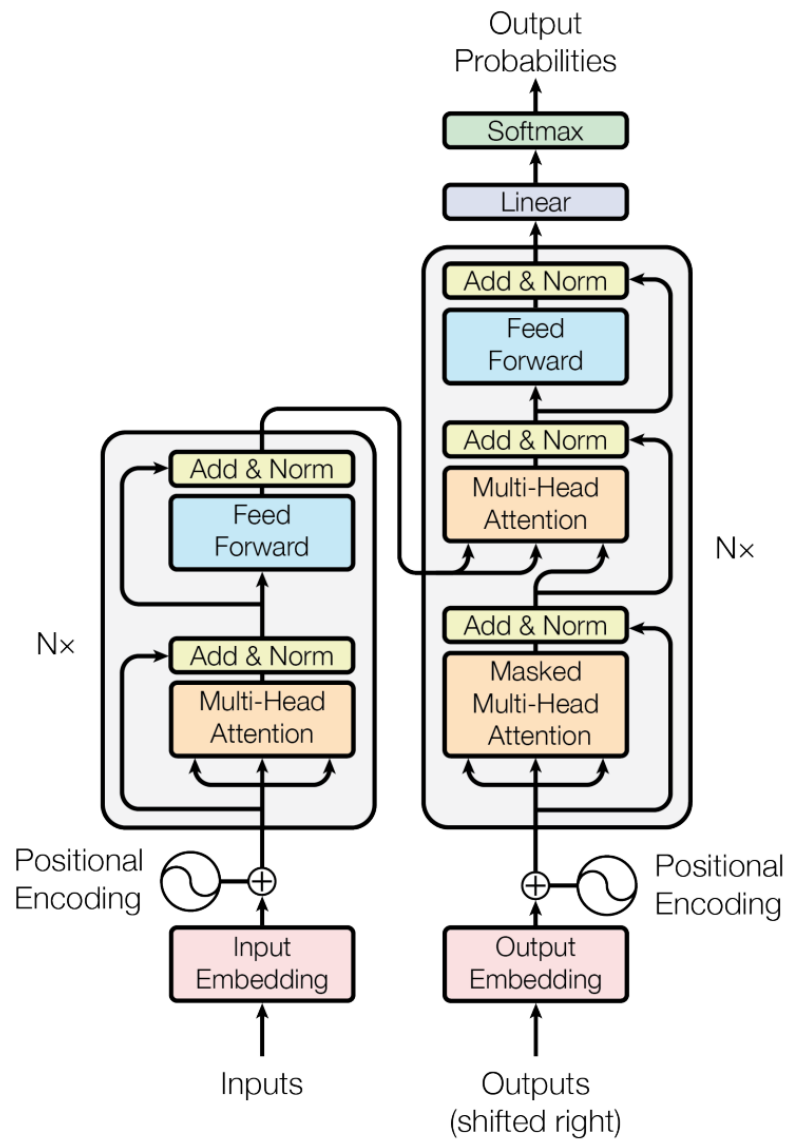 Output
Probabilities
Softmax
Linear
Add & Norm
Feed
Forward
Add & Norm
Multi-Head
Attention
Add & Norm
Masked
Multi-Head
Attention
Nx
Add & Norm
Feed
Forward
Add & Norm
Multi-Head
Attention
Nx
Positional
Encoding
Positional
Encoding
Input
Embedding
Output
Embedding
Inputs
Outputs
(shifted right)